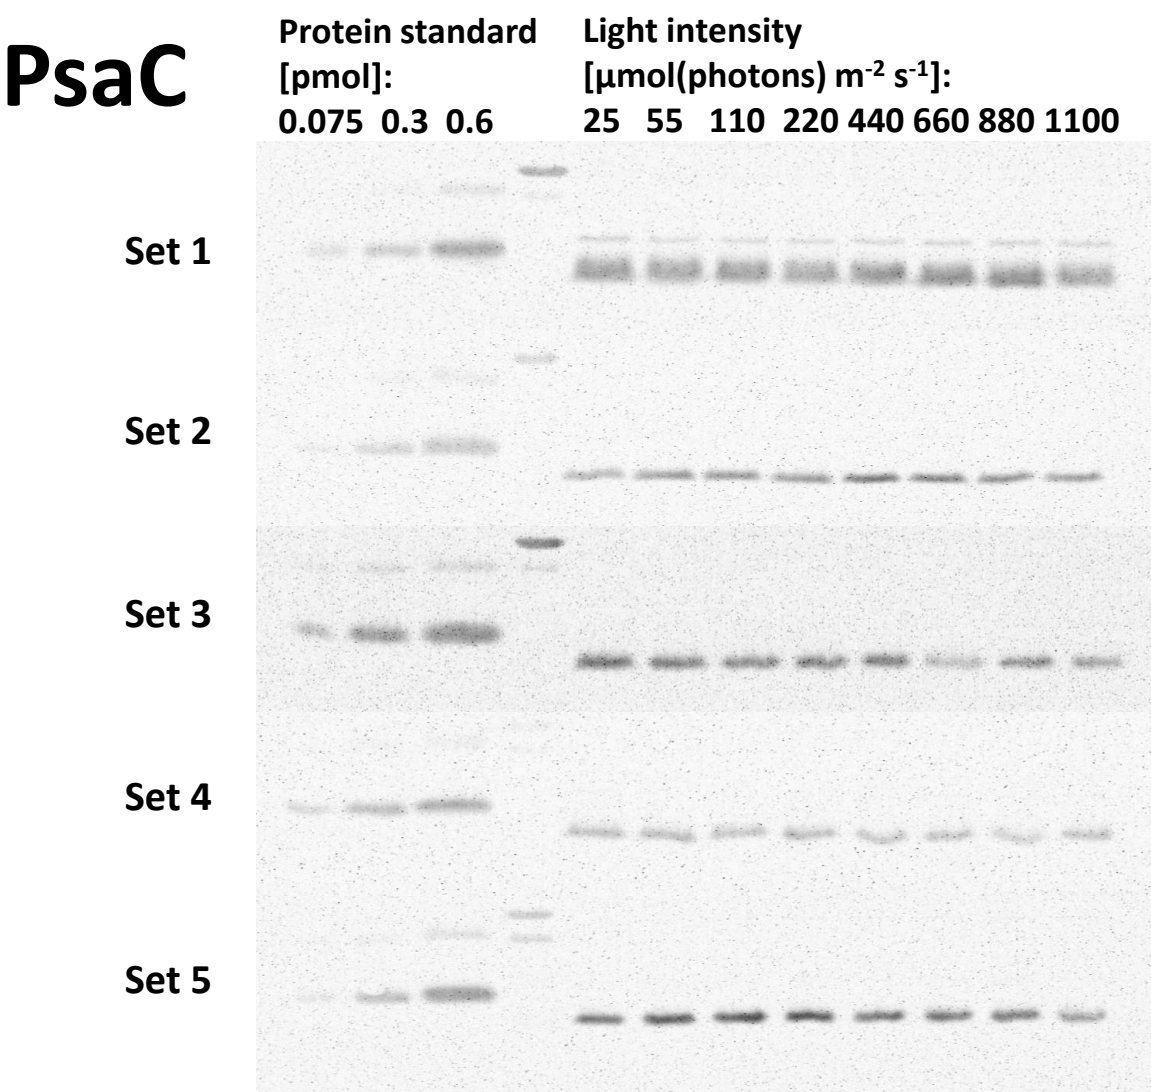 PsaC
Protein standard
[pmol]:
0.075 0.3 0.6
Light intensity
[µmol(photons) m⁻² s⁻¹]:
25 55 110 220 440 660 880 1100
Set 1
Set 2
Set 3
Set 4
Set 5